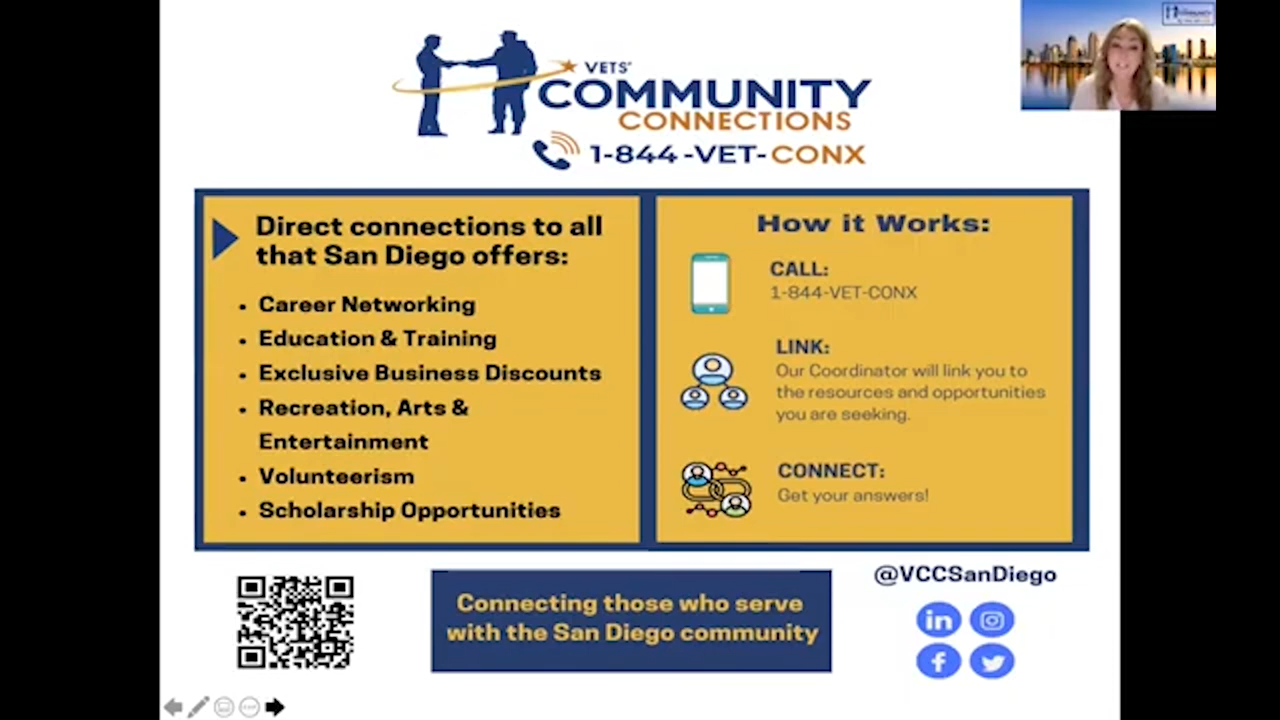 VETS'
COMMUNITY
CONNECTIONS
1-844-VET-CONX
Direct connections to all
that San Diego offers:
• Career Networking
• Education & Training
• Exclusive Business Discounts
• Recreation, Arts &
Entertainment
• Volunteerism
• Scholarship Opportunities
How it Works:
CALL:
1-844-VET-CONX
LINK:
Our Coordinator will link you to
the resources and opportunities
you are seeking.
CONNECT:
Get your answers!
Connecting those who serve
with the San Diego community
@VCCSanDiego
in
f